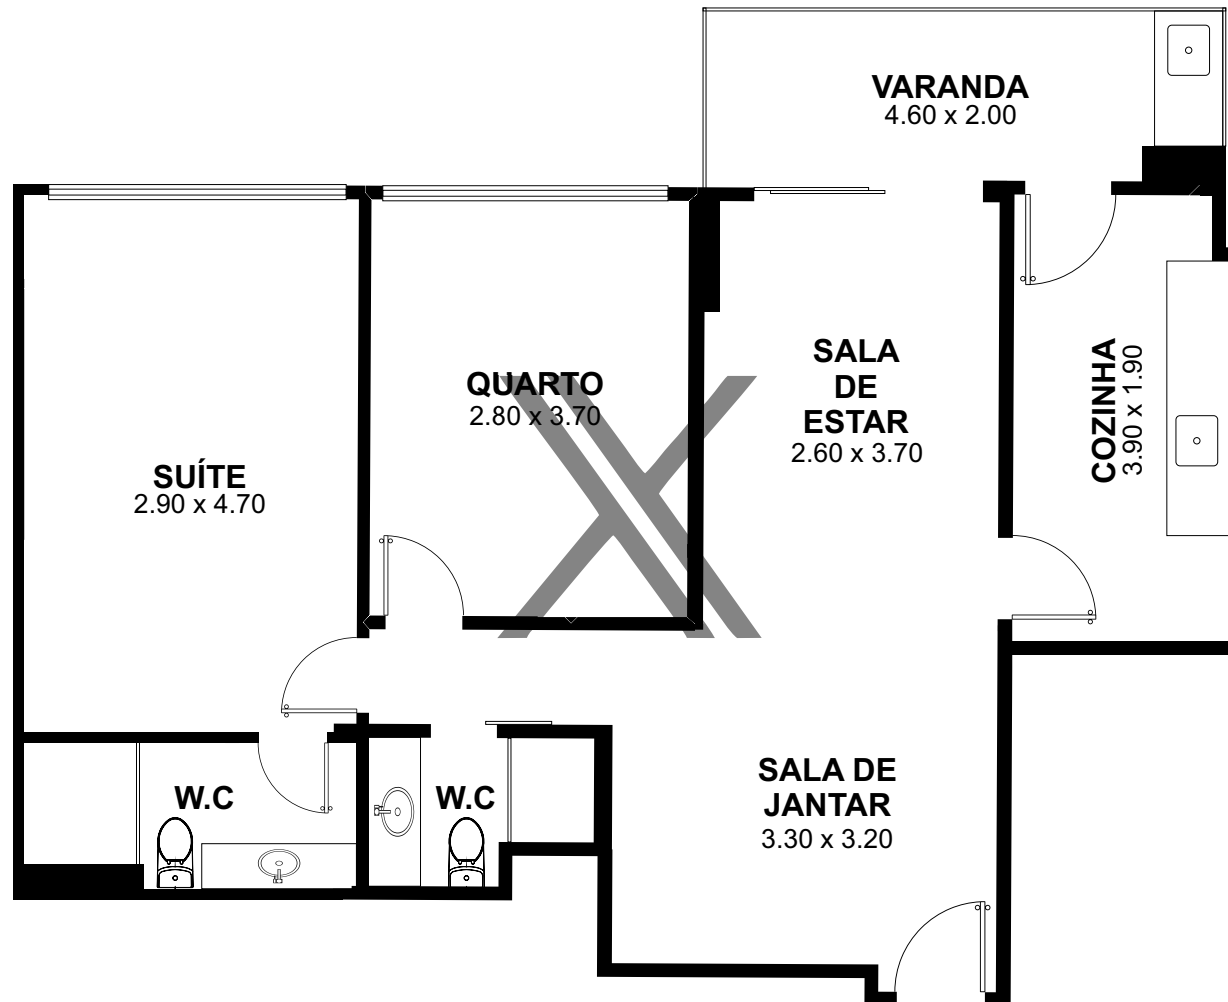 VARANDA
4.60 x 2.00
SALA
DE
ESTAR
2.60 x 3.70
COZINHA
3.90 x 1.90
QUARTO
2.80 x 3.70
SUÍTE
2.90 x 4.70
SALA DE
JANTAR
3.30 x 3.20
W.C
W.C